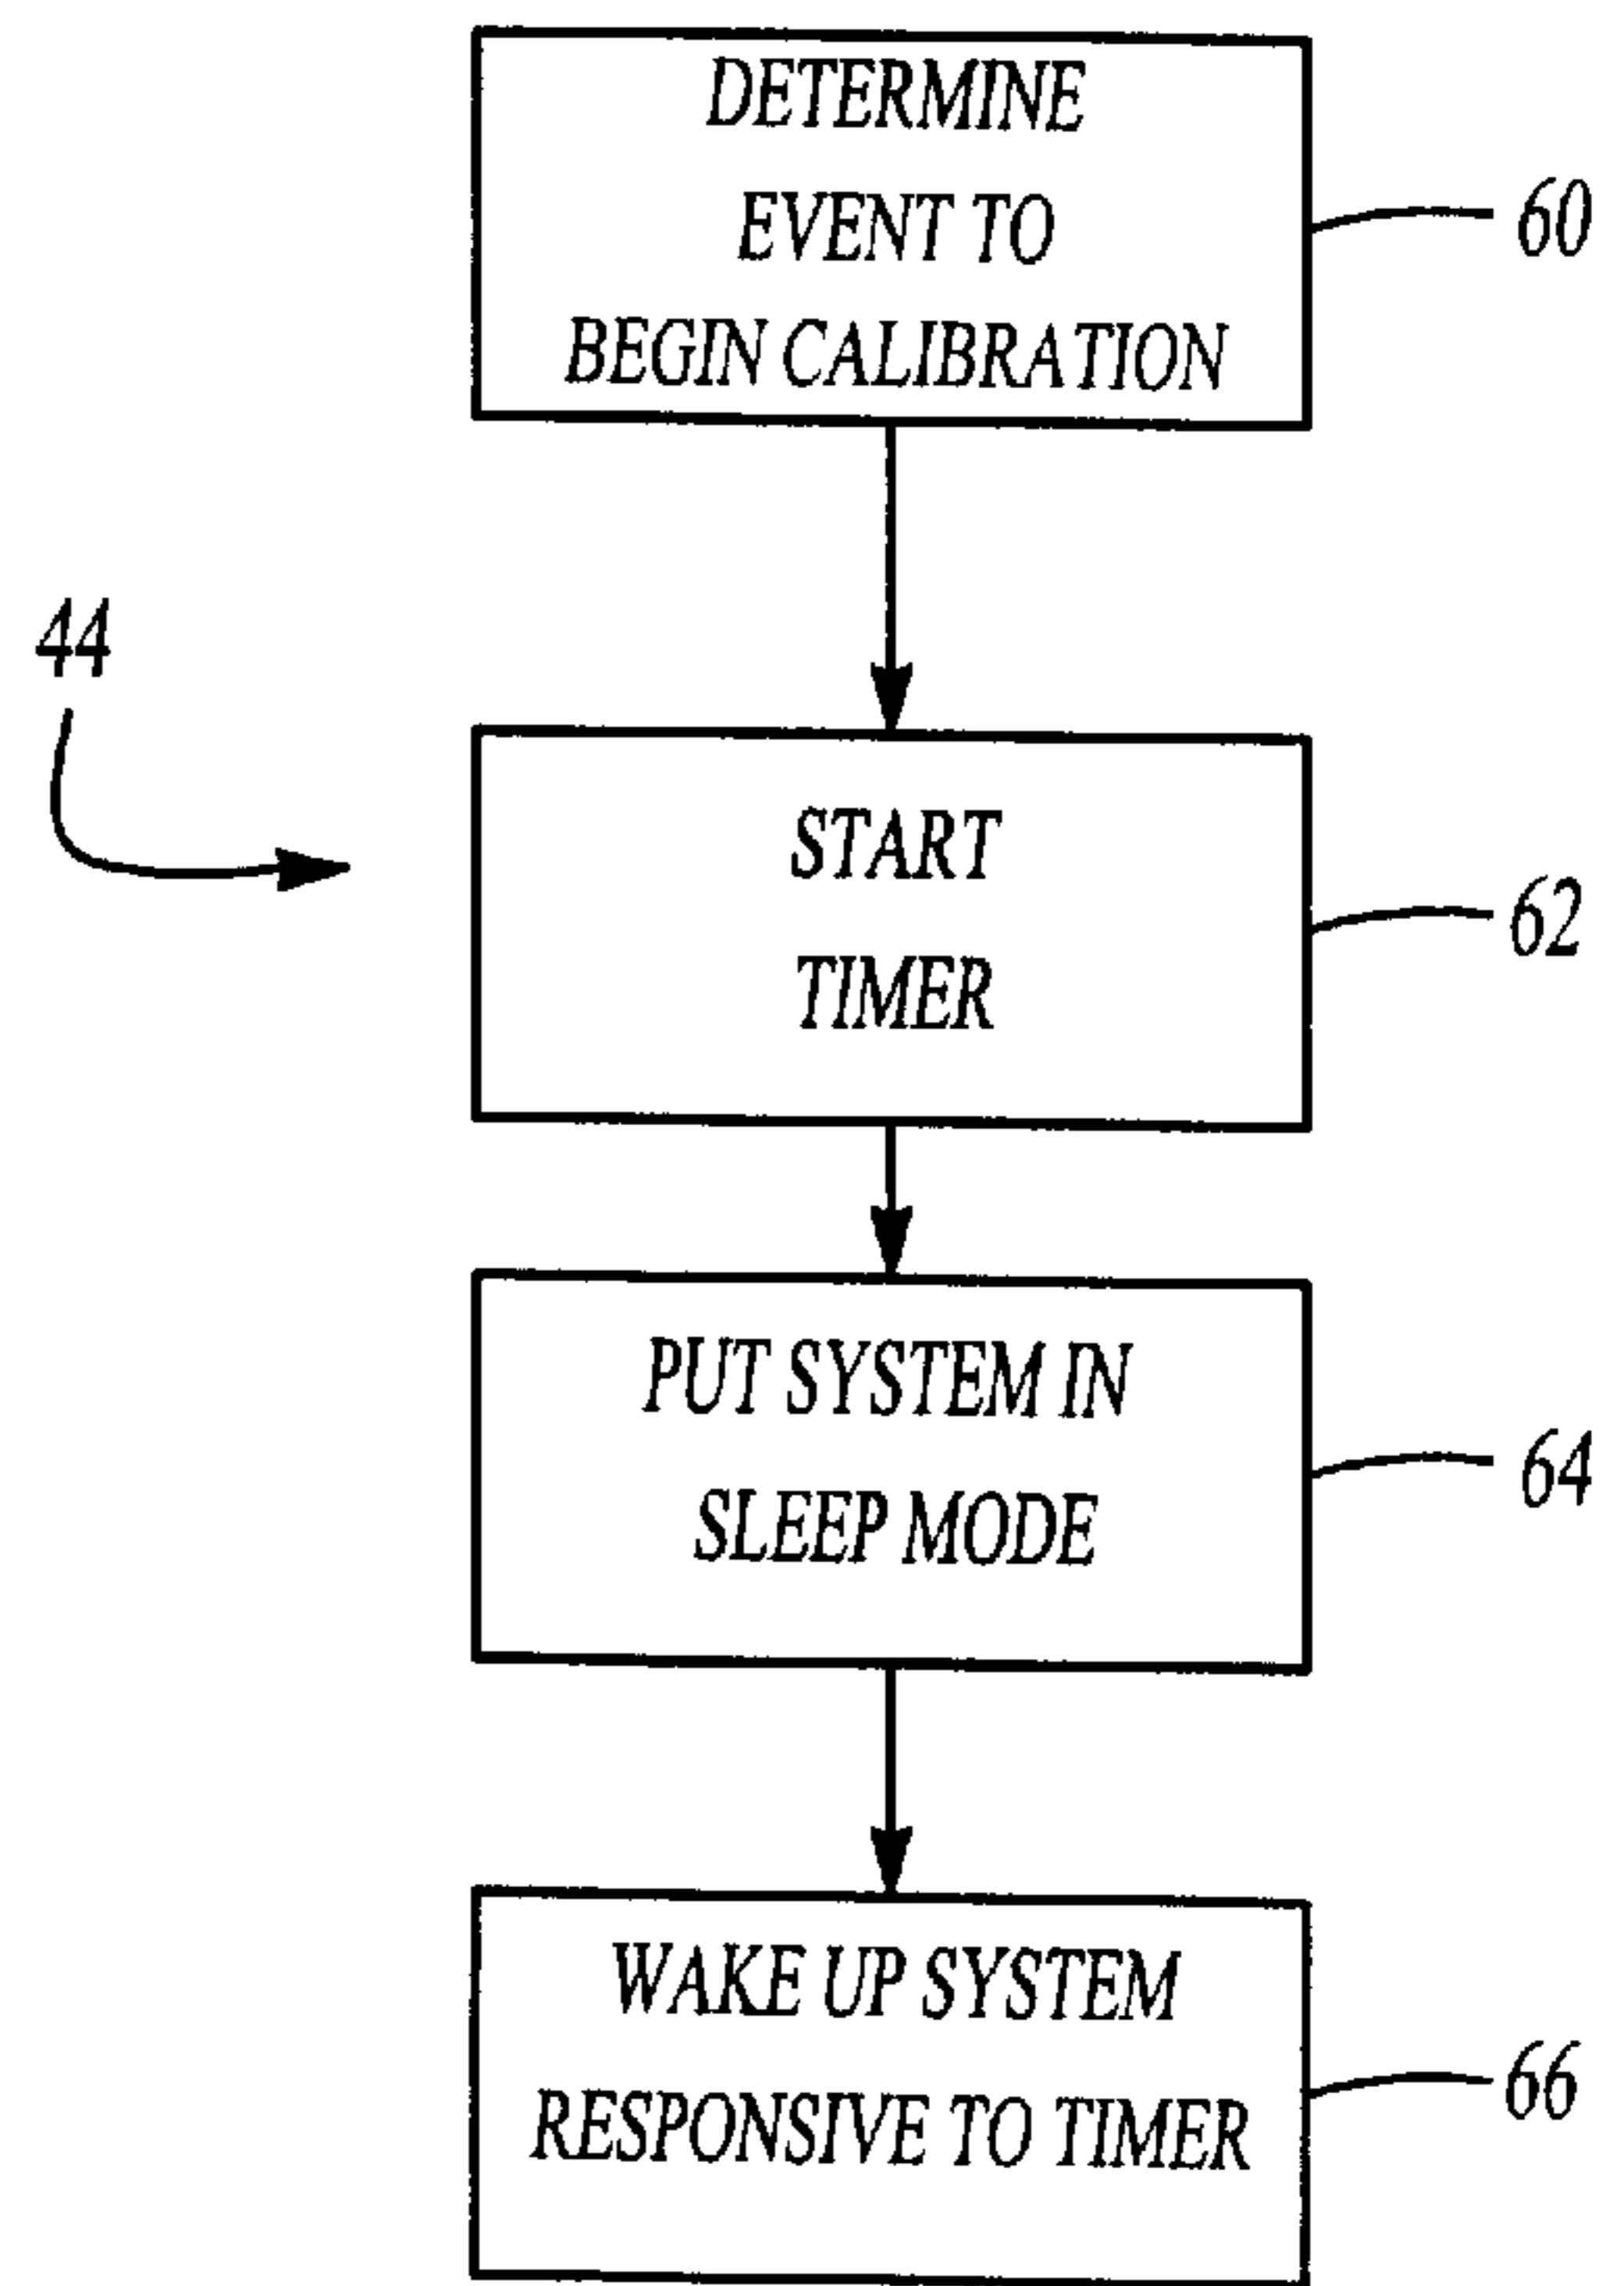 DETERMINE
EVENT TO
BEGIN CALIBRATION
60
44
START
TIMER
62
PUT SYSTEM IN
SLEEP MODE
64
WAKE UP SYSTEM
RESPONSIVE TO TIMER
66